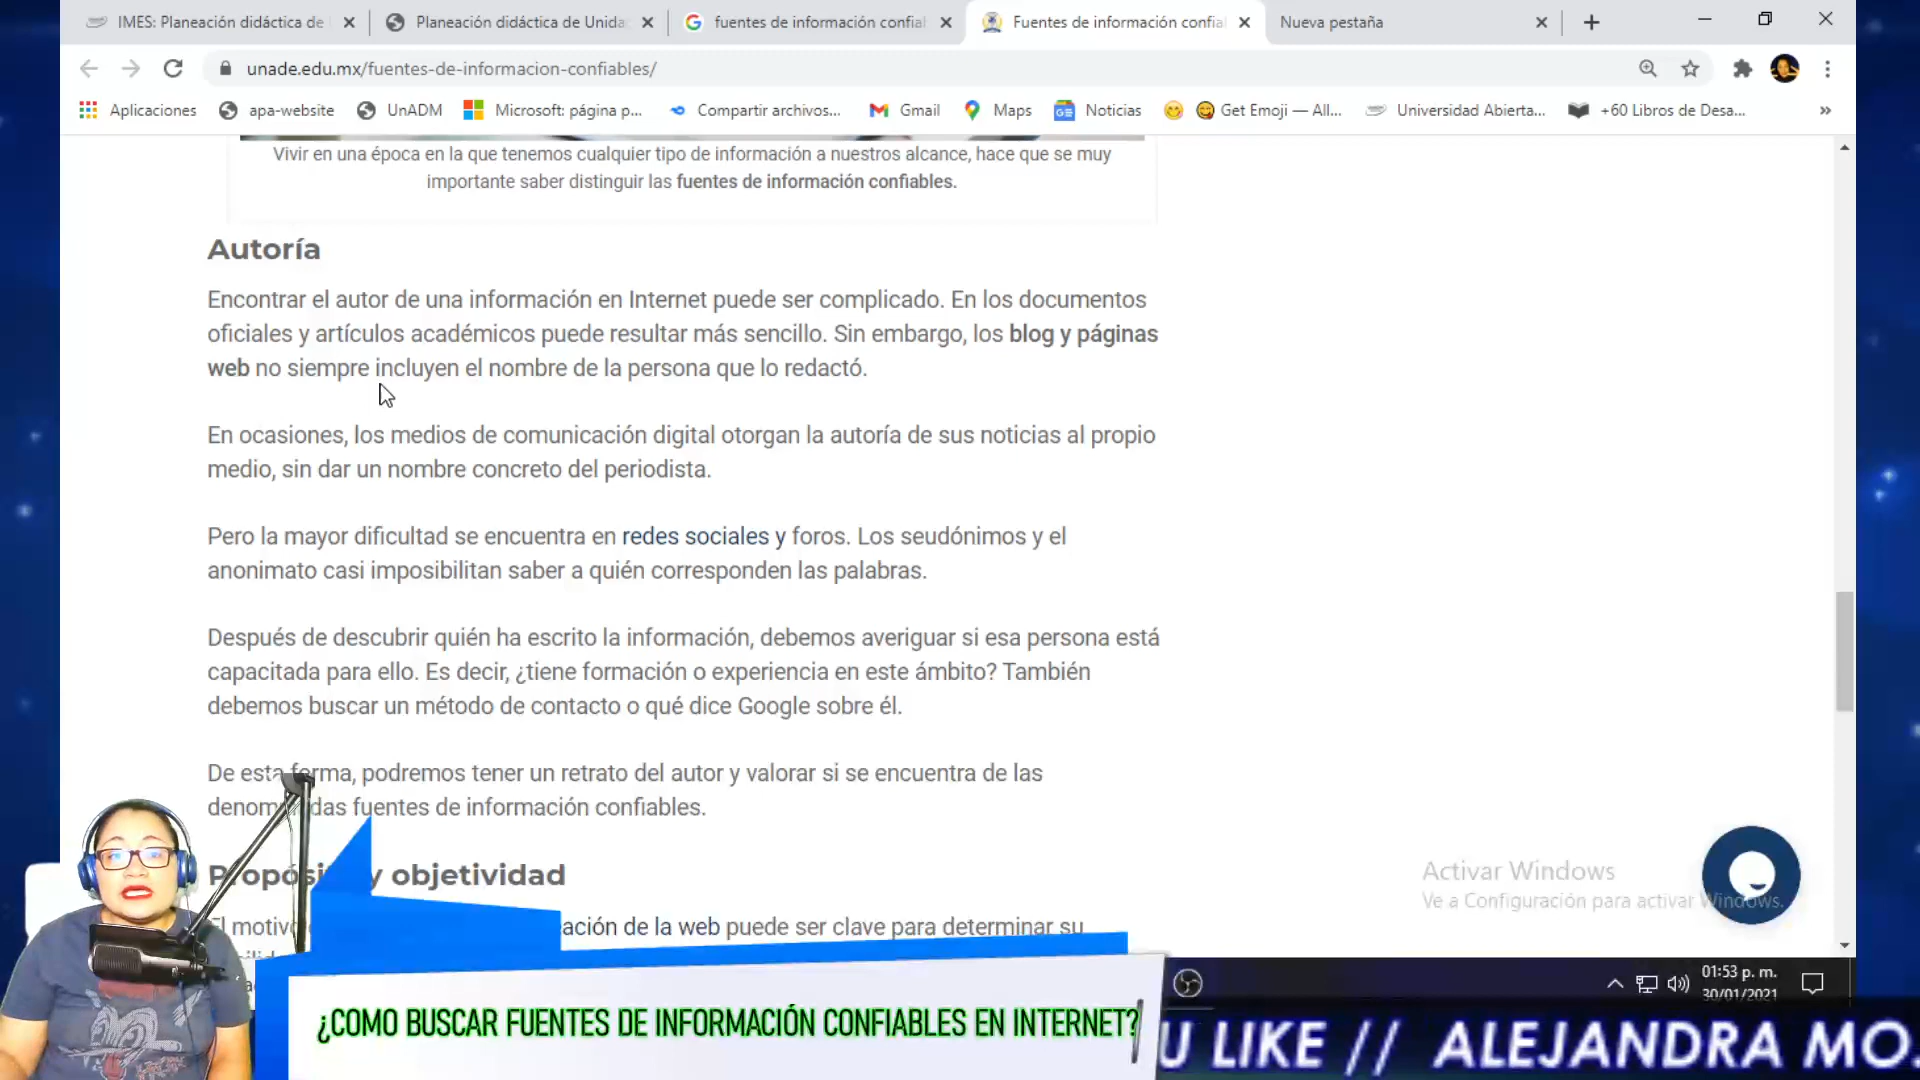 IMES: Planeación didáctica de
Planeación didáctica de Unida
fuentes de información confial
Fuentes de información confia
Nueva pestaña
unade.edu.mx/fuentes-de-informacion-confiables/
Aplicaciones
apa-website
UnADM
Microsoft: página p...
Compartir archivos...
Gmail
Maps
Noticias
Get Emoji — All...
Universidad Abierta...
+60 Libros de Desa...
»
Vivir en una época en la que tenemos cualquier tipo de información a nuestros alcance, hace que se muy
importante saber distinguir las fuentes de información confiables.
Autoría
Encontrar el autor de una información en Internet puede ser complicado. En los documentos
oficiales y artículos académicos puede resultar más sencillo. Sin embargo, los blog y páginas
web no siempre incluyen el nombre de la persona que lo redactó.
En ocasiones, los medios de comunicación digital otorgan la autoría de sus noticias al propio
medio, sin dar un nombre concreto del periodista.
Pero la mayor dificultad se encuentra en redes sociales y foros. Los seudónimos y el
anonimato casi imposibilitan saber a quién corresponden las palabras.
Después de descubrir quién ha escrito la información, debemos averiguar si esa persona está
capacitada para ello. Es decir, ¿tiene formación o experiencia en este ámbito? También
debemos buscar un método de contacto o qué dice Google sobre él.
De esta forma, podremos tener un retrato del autor y valorar si se encuentra de las
denominadas fuentes de información confiables.
Propósito y objetividad
El motivo ación de la web puede ser clave para determinar su
Activar Windows
Ve a Configuración para activar Windows.
01:53 p. m.
30/01/2021
¿COMO BUSCAR FUENTES DE INFORMACIÓN CONFIABLES EN INTERNET?
U LIKE // ALEJANDRA MO